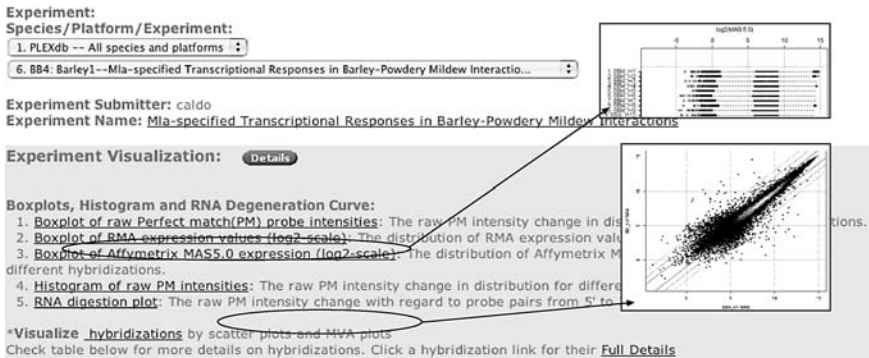 Experiment:
Species/Platform/Experiment:
1. PLEXdb -- All species and platforms
6. BB4: Barley1--Mla-specified Transcriptional Responses in Barley-Powdery Mildew Interactio...
log2(MAS 5.0)
-5 0 5 10 15
Experiment Submitter: caldo
Experiment Name: Mla-specified Transcriptional Responses in Barley-Powdery Mildew Interactions
Experiment Visualization: Details
Boxplots, Histogram and RNA Degeneration Curve:
1. Boxplot of raw Perfect match(PM) probe intensities: The raw PM intensity change in dis tions.
2. Boxplot of RMA expression values (log2-scale): The distribution of RMA expression valu
3. Boxplot of Affymetrix MAS5.0 expression (log2-scale): The distribution of Affymetrix M
different hybridizations.
4. Histogram of raw PM intensities: The raw PM intensity change in distribution for differe
5. RNA digestion plot: The raw PM intensity change with regard to probe pairs from 5' to
*Visualize hybridizations by scatter plots and MVA plots
Check table below for more details on hybridizations. Click a hybridization link for their Full Details